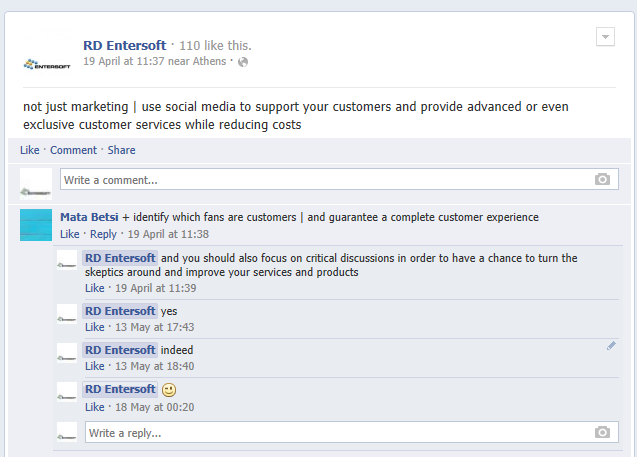 RD Entersoft · 110 like this.
19 April at 11:37 near Athens ·
ENTERSOFT
not just marketing | use social media to support your customers and provide advanced or even
exclusive customer services while reducing costs
Like · Comment · Share
Write a comment...
Mata Betsi + identify which fans are customers | and guarantee a complete customer experience
Like · Reply · 19 April at 11:38
RD Entersoft and you should also focus on critical discussions in order to have a chance to turn the
skeptics around and improve your services and products
Like · 19 April at 11:39
RD Entersoft yes
Like · 13 May at 17:43
RD Entersoft indeed
Like · 13 May at 18:40
RD Entersoft
Like · 18 May at 00:20
Write a reply...